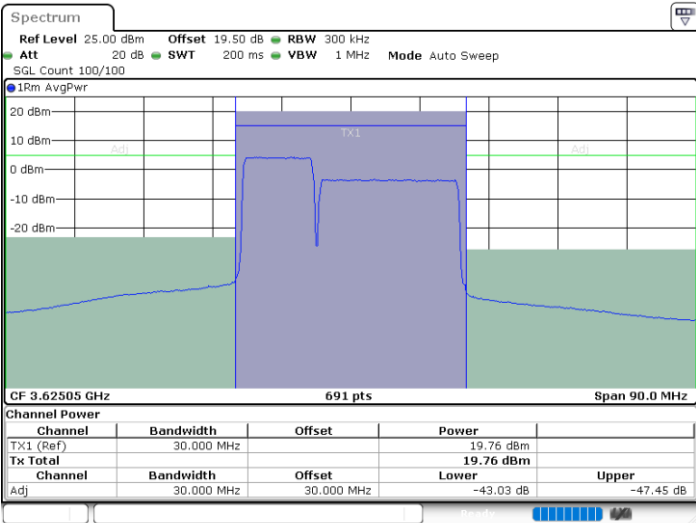 Spectrum
Ref Level 25.00 dBm Offset 19.50 dB RBW 300 kHz
Att 20 dB SWT 200 ms VBW 1 MHz Mode Auto Sweep
SGL Count 100/100
1Rm AvgPwr
20 dBm
TX1
10 dBm
Adj Adj
0 dBm
-10 dBm
-20 dBm
CF 3.62505 GHz 691 pts Span 90.0 MHz
Channel Power
Channel Bandwidth Offset Power
TX1 (Ref) 30.000 MHz 19.76 dBm
Tx Total 19.76 dBm
Channel Bandwidth Offset Lower Upper
Adj 30.000 MHz 30.000 MHz -43.03 dB -47.45 dB
Ready